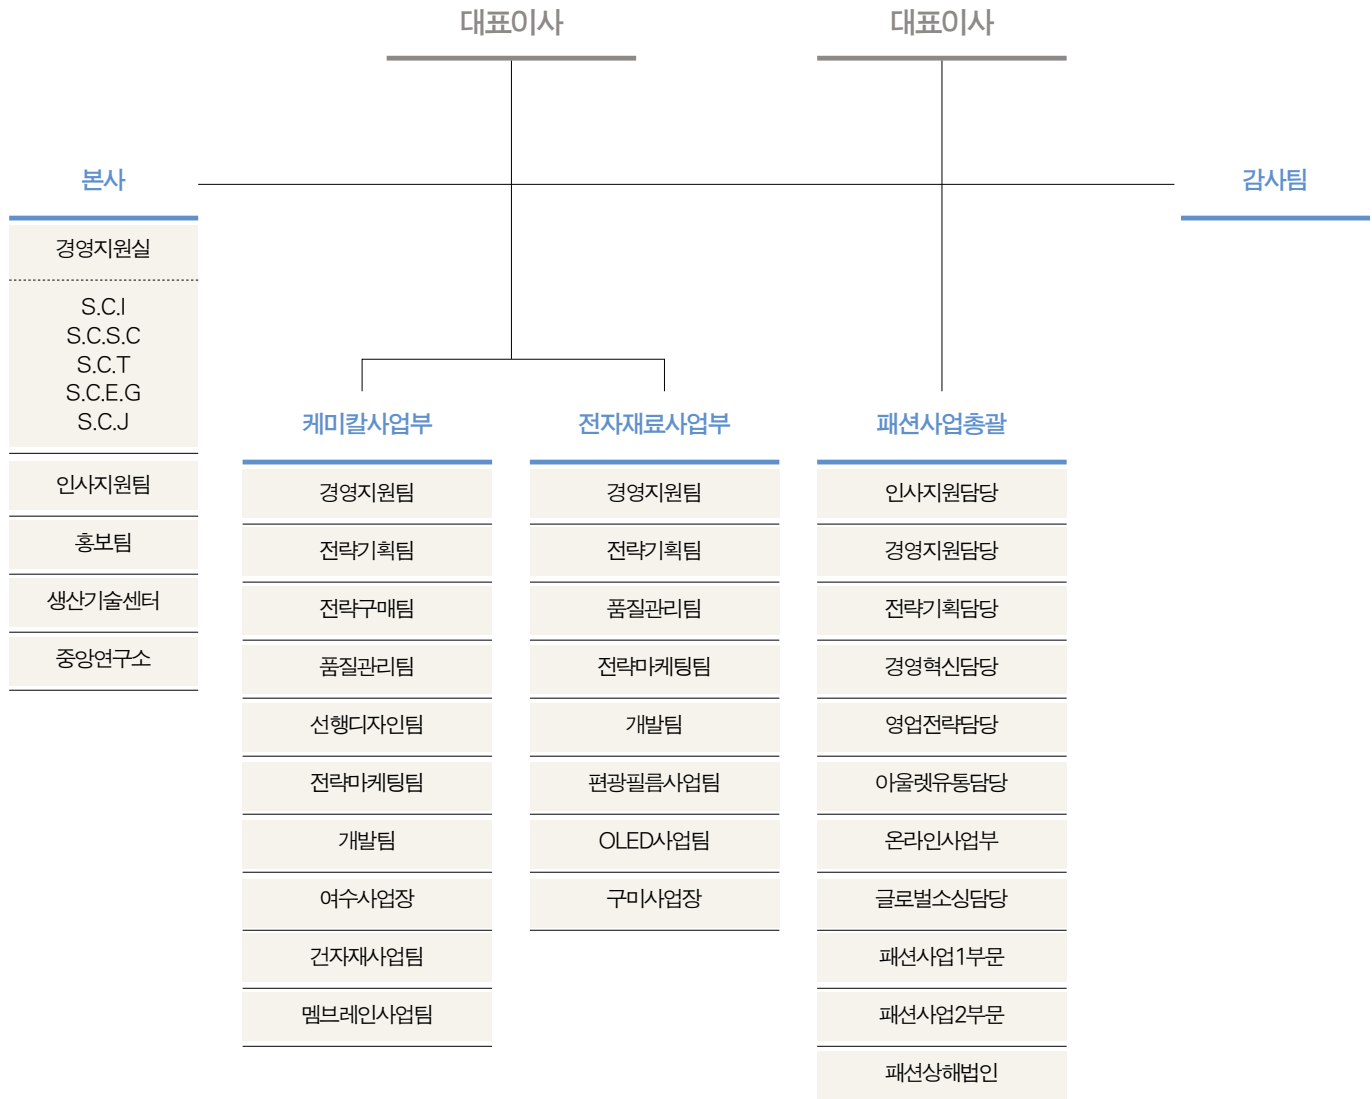 대표이사
대표이사
본사
감사팀
경영지원실
S.C.I
S.C.S.C
S.C.T
S.C.E.G
S.C.J
인사지원팀
홍보팀
생산기술센터
중앙연구소
케미칼사업부
경영지원팀
전략기획팀
전략구매팀
품질관리팀
선행디자인팀
전략마케팅팀
개발팀
여수사업장
건자재사업팀
멤브레인사업팀
전자재료사업부
경영지원팀
전략기획팀
품질관리팀
전략마케팅팀
개발팀
편광필름사업팀
OLED사업팀
구미사업장
패션사업총괄
인사지원담당
경영지원담당
전략기획담당
경영혁신담당
영업전략담당
아울렛유통담당
온라인사업부
글로벌소싱담당
패션사업1부문
패션사업2부문
패션상해법인